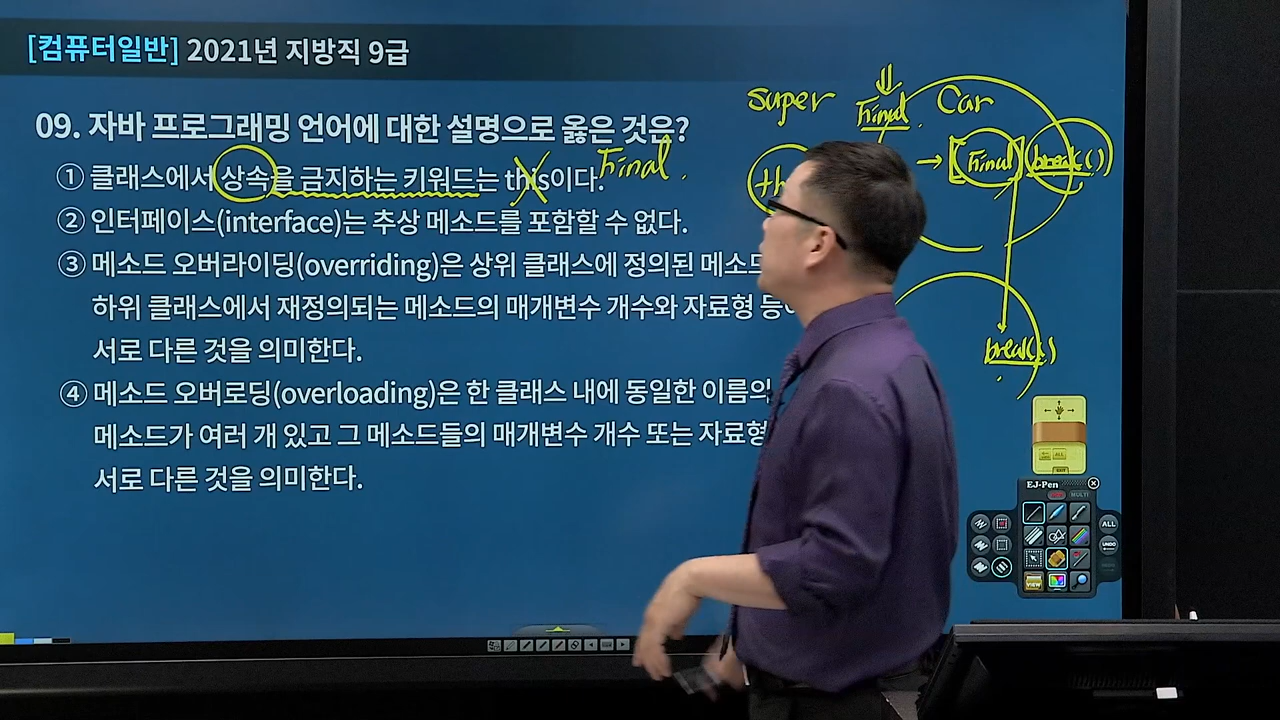 [컴퓨터일반] 2021년 지방직 9급
super Final Car
09. 자바 프로그래밍 언어에 대한 설명으로 옳은 것은?
Final.
① 클래스에서 상속을 금지하는 키워드는 this이다.
→ [Final] break()
② 인터페이스(interface)는 추상 메소드를 포함할 수 없다.
③ 메소드 오버라이딩(overriding)은 상위 클래스에 정의된
하위 클래스에서 재정의되는 메소드의 매개변수 개수와 자료형
서로 다른 것을 의미한다.
break()
④ 메소드 오버로딩(overloading)은 한 클래스 내에 동일한
메소드가 여러 개 있고 그 메소드들의 매개변수 개수 또는 자료형
서로 다른 것을 의미한다.
EJ-Pen
MULTI
ALL
UNDO
VIEW